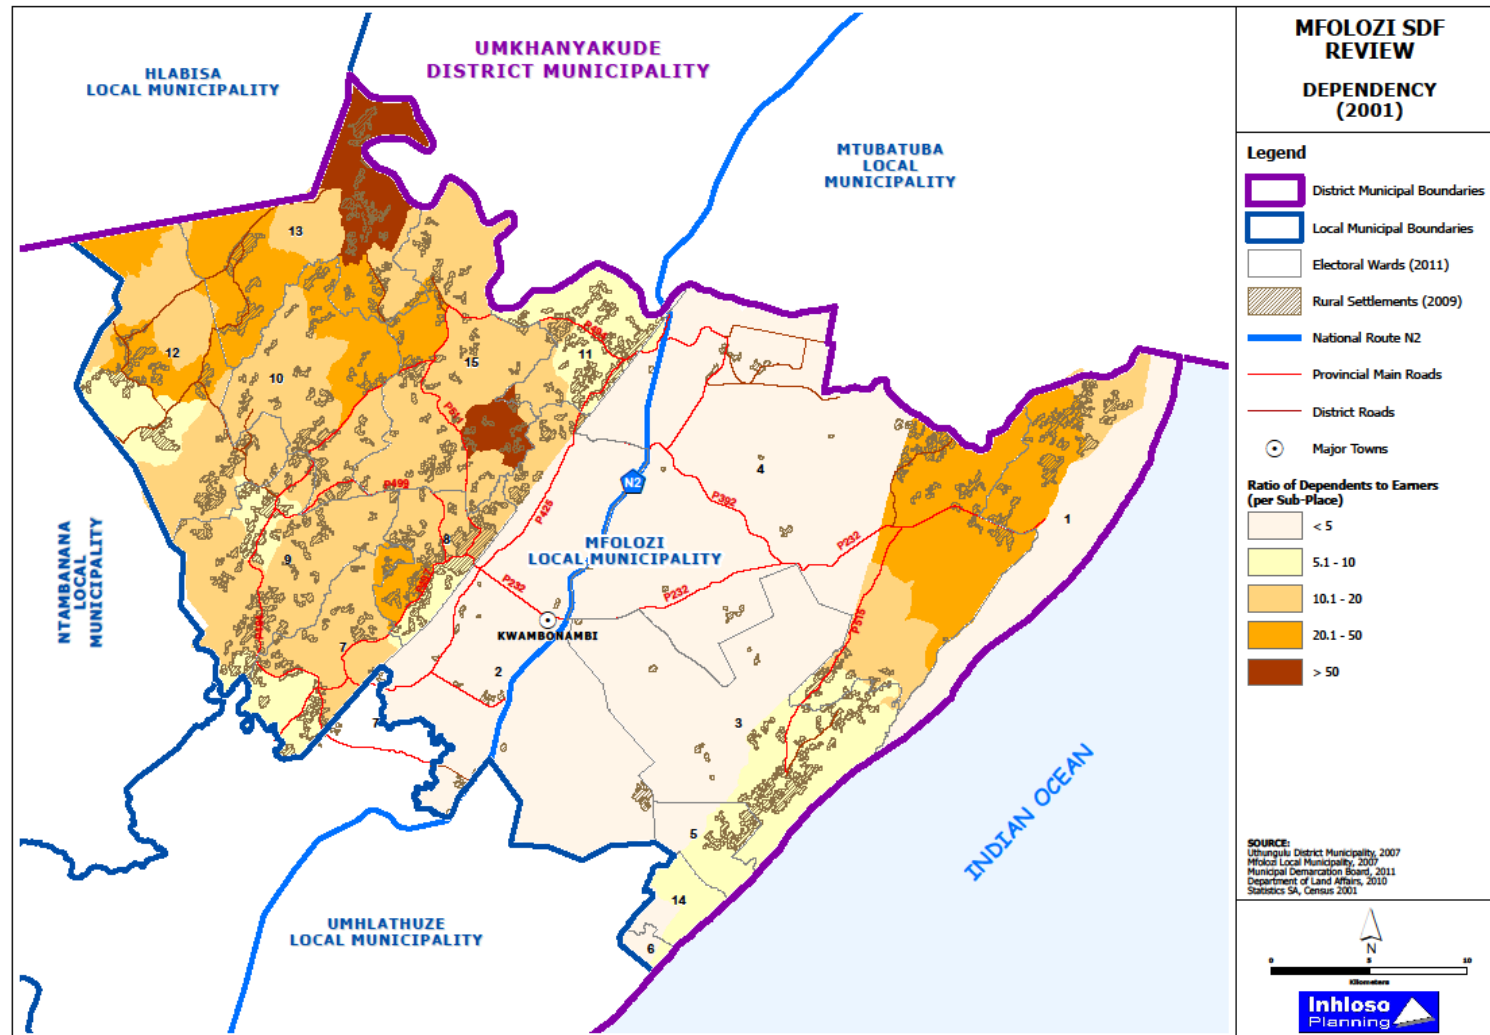 UMKHANYAKUDE
DISTRICT MUNICIPALITY
HLABISA
LOCAL MUNICIPALITY
MTUBATUBA
LOCAL
MUNICIPALITY
13
12
10
15
11
4
1
N2
P499
P425
P392
P232
MFOLOZI
LOCAL MUNICIPALITY
8
9
P232
P232
P515
KWAMBONAMBI
NTAMBANANA
LOCAL
MUNICIPALITY
7
2
7
3
5
14
6
INDIAN OCEAN
UMHLATHUZE
LOCAL MUNICIPALITY
MFOLOZI SDF
REVIEW
DEPENDENCY
(2001)
Legend
District Municipal Boundaries
Local Municipal Boundaries
Electoral Wards (2011)
Rural Settlements (2009)
National Route N2
Provincial Main Roads
District Roads
Major Towns
Ratio of Dependents to Earners
(per Sub-Place)
< 5
5.1 - 10
10.1 - 20
20.1 - 50
> 50
SOURCE:
Uthungulu District Municipality, 2007
Mfolozi Local Municipality, 2007
Municipal Demarcation Board, 2011
Department of Land Affairs, 2010
Statistics SA, Census 2001
N
0 5 10
Kilometers
Inhloso
Planning